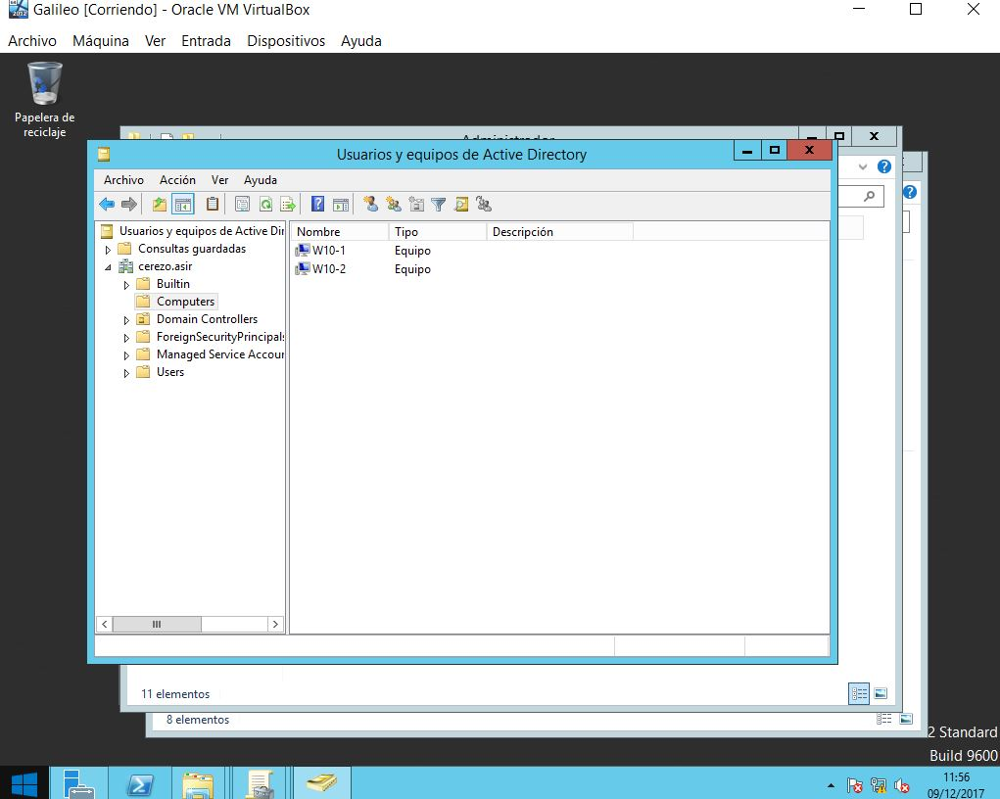 Galileo [Corriendo] - Oracle VM VirtualBox
Archivo Máquina Ver Entrada Dispositivos Ayuda
Papelera de
reciclaje
Administrador
Usuarios y equipos de Active Directory
Archivo Acción Ver Ayuda
Usuarios y equipos de Active Dir
Nombre Tipo Descripción
Consultas guardadas
W10-1 Equipo
cerezo.asir
W10-2 Equipo
Builtin
Computers
Domain Controllers
ForeignSecurityPrincipals
Managed Service Accour
Users
11 elementos
8 elementos
2 Standard
Build 9600
11:56
09/12/2017